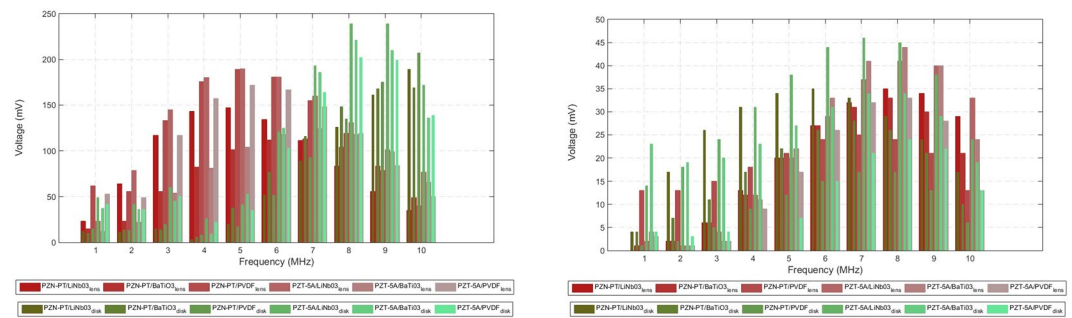 250
200
150
100
50
0
Voltage (mV)
1 2 3 4 5 6 7 8 9 10
Frequency (MHz)
PZN-PT/LiNb03lens PZN-PT/BaTiO3lens PZN-PT/PVDFlens PZT-5A/LiNb03lens PZT-5A/BaTi03lens PZT-5A/PVDFlens
PZN-PT/LiNb03disk PZN-PT/BaTiO3disk PZN-PT/PVDFdisk PZT-5A/LiNb03disk PZT-5A/BaTi03disk PZT-5A/PVDFdisk
50
45
40
35
30
25
20
15
10
5
0
Voltage (mV)
1 2 3 4 5 6 7 8 9 10
Frequency (MHz)
PZN-PT/LiNb03lens PZN-PT/BaTiO3lens PZN-PT/PVDFlens PZT-5A/LiNb03lens PZT-5A/BaTi03lens PZT-5A/PVDFlens
PZN-PT/LiNb03disk PZN-PT/BaTiO3disk PZN-PT/PVDFdisk PZT-5A/LiNb03disk PZT-5A/BaTi03disk PZT-5A/PVDFdisk